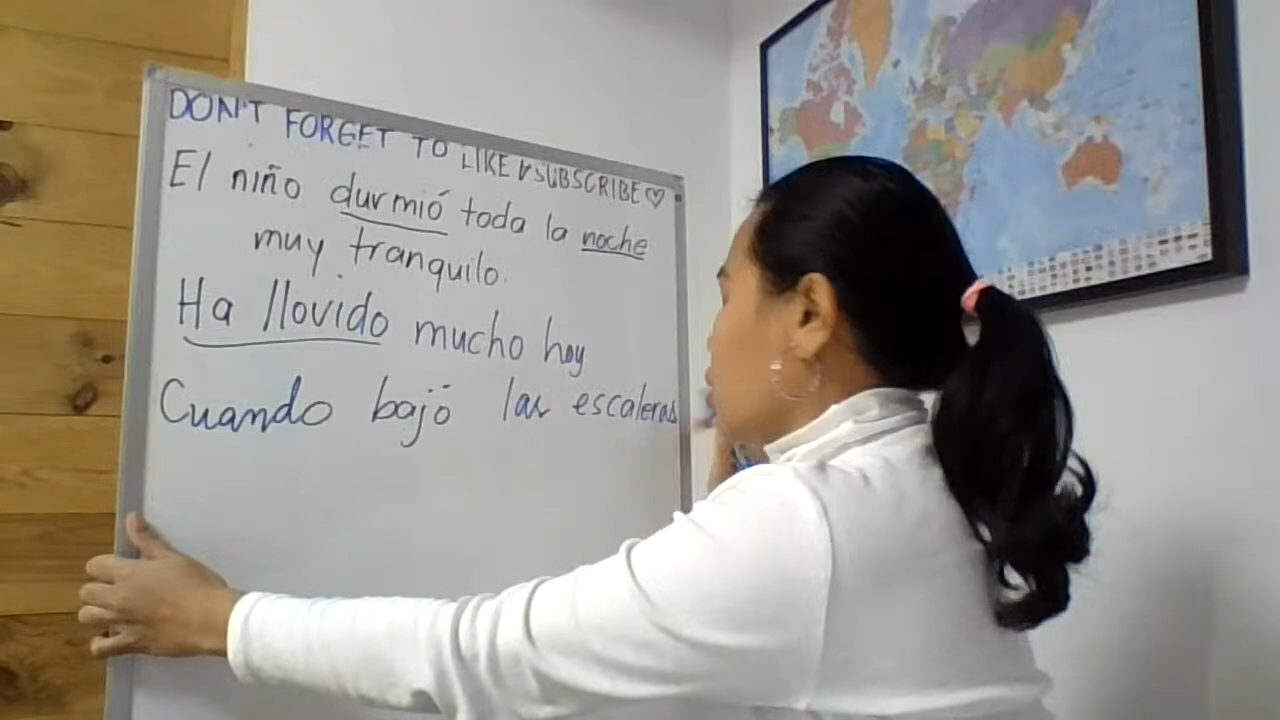 DON'T FORGET TO LIKE & SUBSCRIBE ♡
El niño durmió toda la noche
muy tranquilo.
Ha llovido mucho hoy
Cuando bajó las escaleras